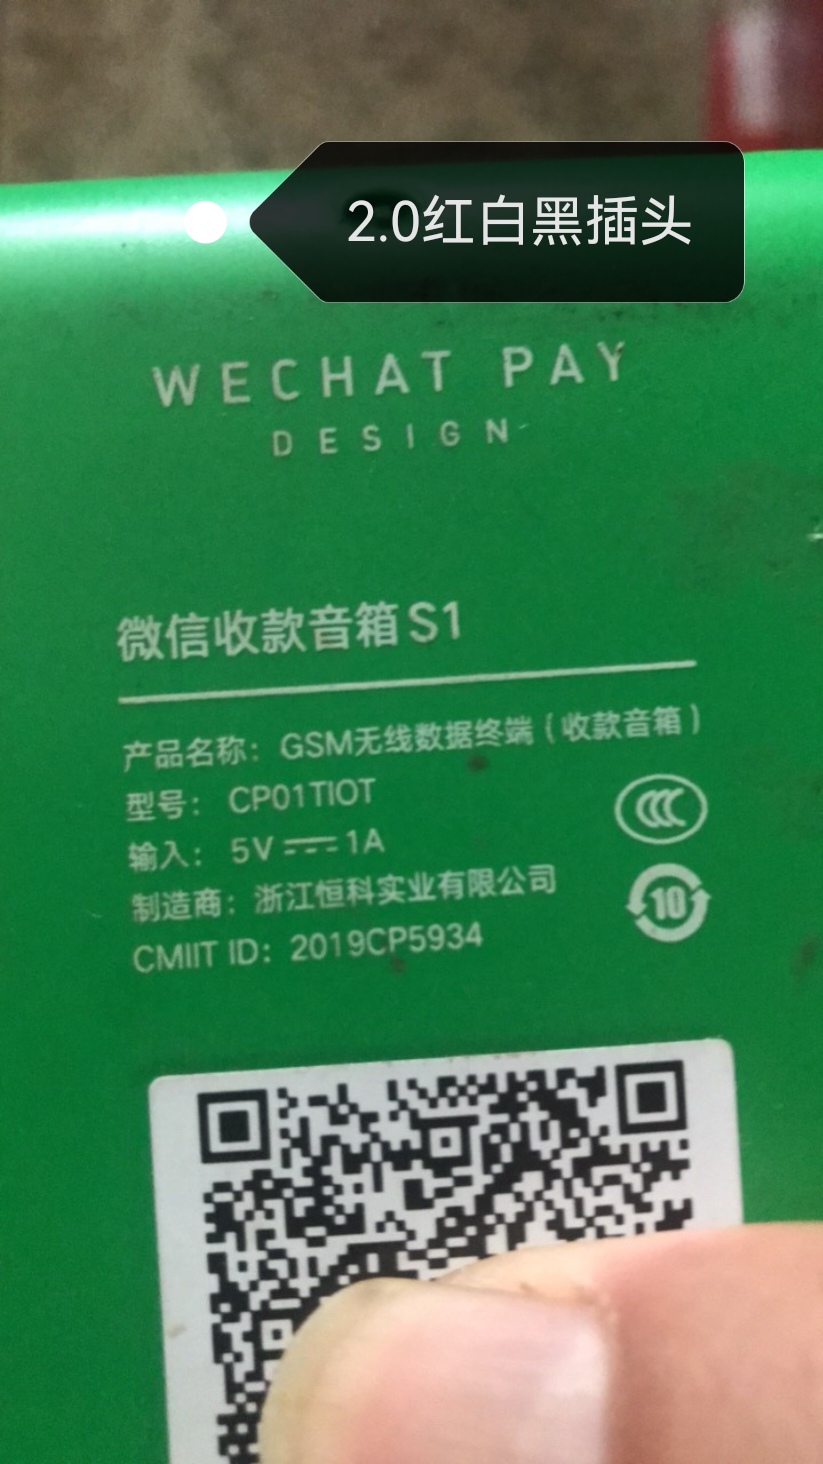 2.0红白黑插头
WECHAT PAY
DESIGN
微信收款音箱S1
产品名称：GSM无线数据终端（收款音箱）
型号：CP01TIOT
输入：5V⎓1A
制造商：浙江恒科实业有限公司
CMIIT ID：2019CP5934
10